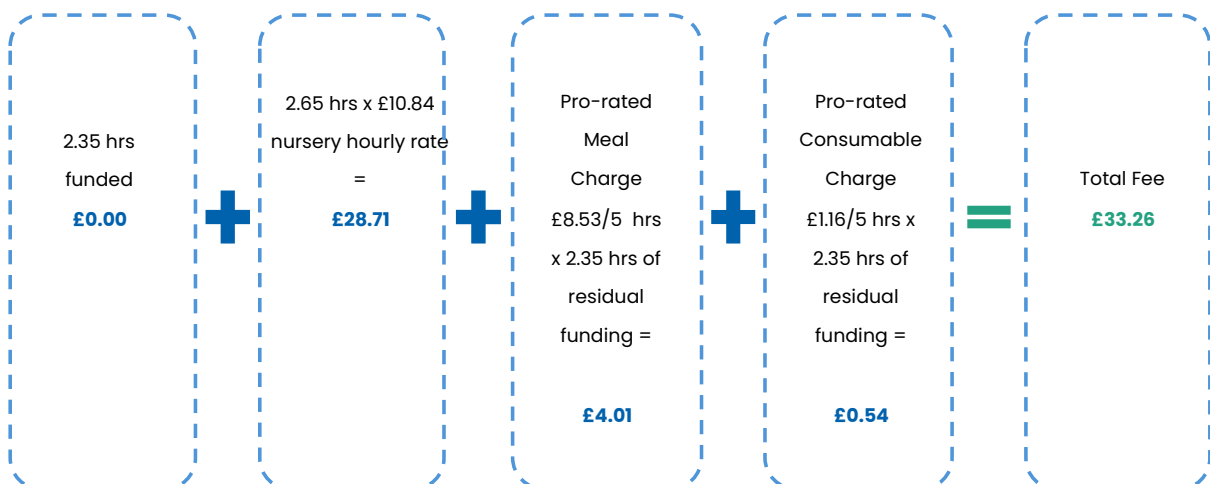 2.35 hrs
funded
£0.00
2.65 hrs x £10.84
nursery hourly rate
=
£28.71
Pro-rated
Meal
Charge
£8.53/5 hrs
x 2.35 hrs of
residual
funding =
£4.01
Pro-rated
Consumable
Charge
£1.16/5 hrs x
2.35 hrs of
residual
funding =
£0.54
Total Fee
£33.26